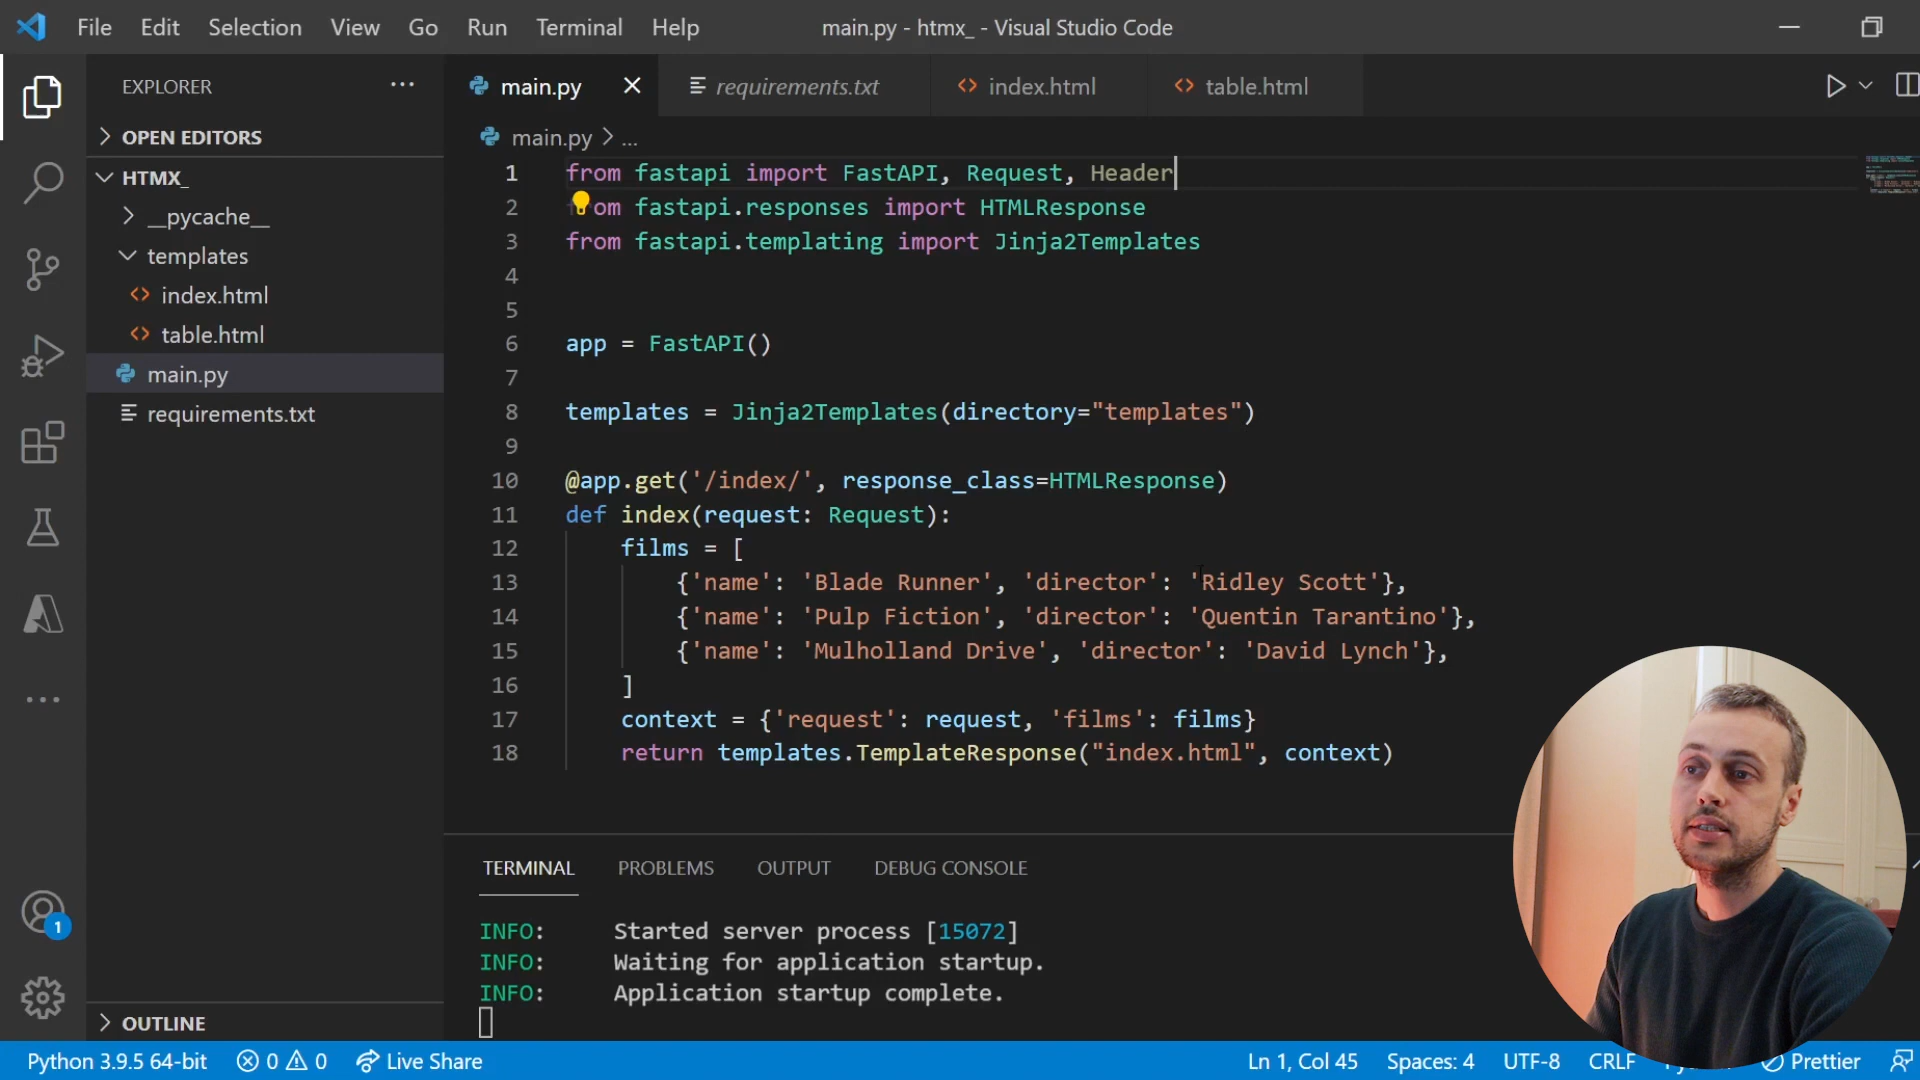 File Edit Selection View Go Run Terminal Help main.py - htmx_ - Visual Studio Code
EXPLORER ...
OPEN EDITORS
HTMX_
__pycache__
templates
index.html
table.html
main.py
requirements.txt
OUTLINE
main.py requirements.txt index.html table.html
main.py > ...
1 from fastapi import FastAPI, Request, Header
2 from fastapi.responses import HTMLResponse
3 from fastapi.templating import Jinja2Templates
4
5
6 app = FastAPI()
7
8 templates = Jinja2Templates(directory="templates")
9
10 @app.get('/index/', response_class=HTMLResponse)
11 def index(request: Request):
12 films = [
13 {'name': 'Blade Runner', 'director': 'Ridley Scott'},
14 {'name': 'Pulp Fiction', 'director': 'Quentin Tarantino'},
15 {'name': 'Mulholland Drive', 'director': 'David Lynch'},
16 ]
17 context = {'request': request, 'films': films}
18 return templates.TemplateResponse("index.html", context)
TERMINAL PROBLEMS OUTPUT DEBUG CONSOLE
INFO: Started server process [15072]
INFO: Waiting for application startup.
INFO: Application startup complete.
1
Python 3.9.5 64-bit 0 0 Live Share Ln 1, Col 45 Spaces: 4 UTF-8 CRLF Prettier